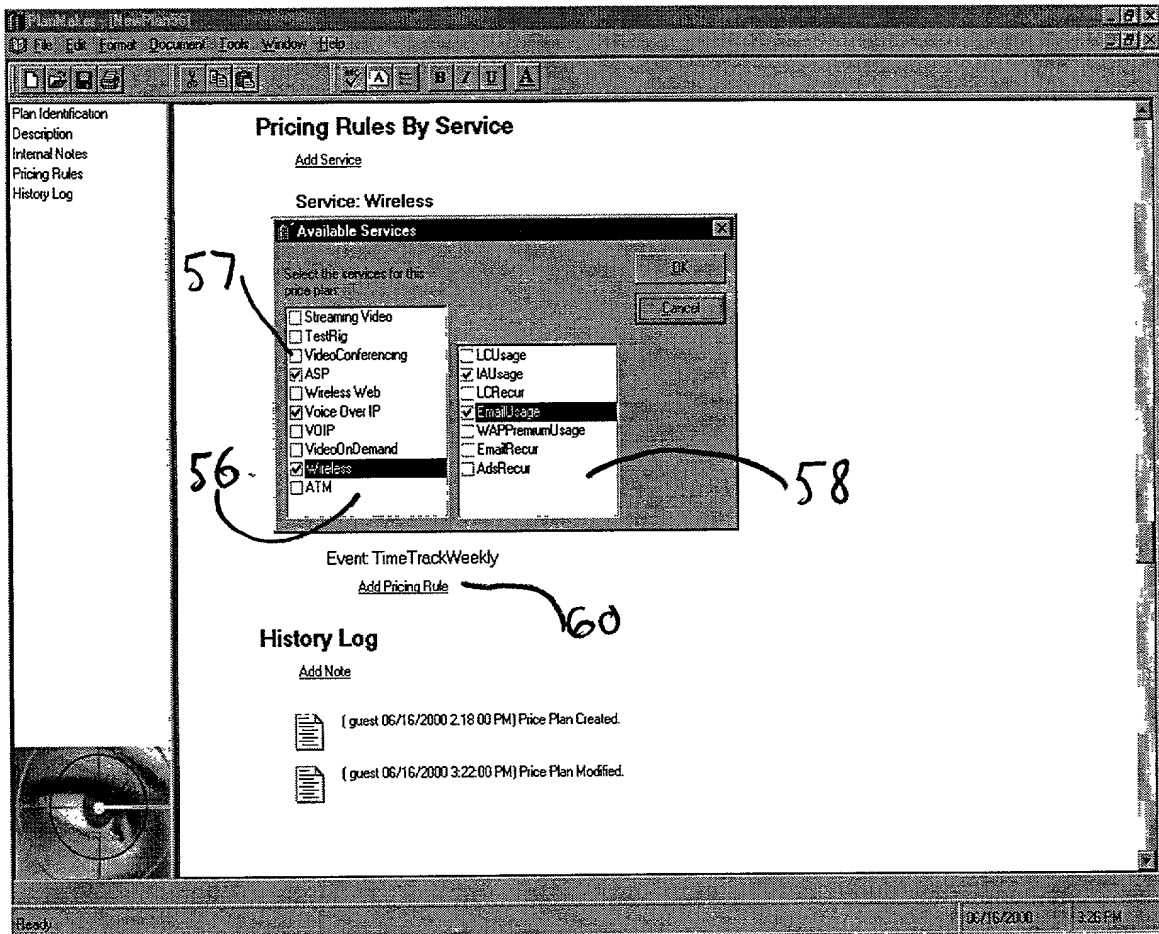 PlanMaker - [NewPlan56]
File Edit Format Document Tools Window Help
B I U A
Plan Identification
Description
Internal Notes
Pricing Rules
History Log
Pricing Rules By Service
Add Service
Service: Wireless
Available Services
Select the services for this
price plan:
OK
Cancel
Streaming Video
TestRig
VideoConferencing
ASP
Wireless Web
Voice Over IP
VOIP
VideoOnDemand
Wireless
ATM
LCUsage
IAUsage
LCRecur
EmailUsage
WAPPremiumUsage
EmailRecur
AdsRecur
57
56
58
Event: TimeTrackWeekly
Add Pricing Rule
60
History Log
Add Note
( guest 06/16/2000 2:18:00 PM) Price Plan Created.
( guest 06/16/2000 3:22:00 PM) Price Plan Modified.
Ready
06/16/2000
3:26 PM